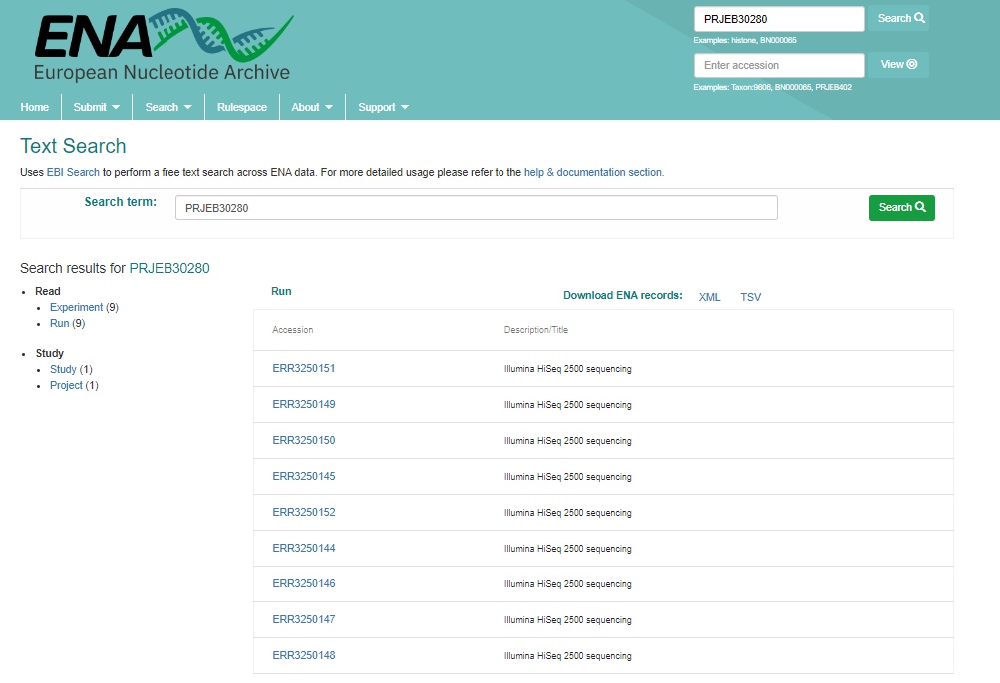 ENA
European Nucleotide Archive
PRJEB30280
Search
Examples: histone, BN000065
Enter accession
View
Examples: Taxon:9606, BN000065, PRJEB402
Home Submit Search Rulespace About Support
Text Search
Uses EBI Search to perform a free text search across ENA data. For more detailed usage please refer to the help & documentation section.
Search term: PRJEB30280 Search
Search results for PRJEB30280
Read
Experiment (9)
Run (9)
Study
Study (1)
Project (1)
Run Download ENA records: XML TSV
Accession Description/Title
ERR3250151 Illumina HiSeq 2500 sequencing
ERR3250149 Illumina HiSeq 2500 sequencing
ERR3250150 Illumina HiSeq 2500 sequencing
ERR3250145 Illumina HiSeq 2500 sequencing
ERR3250152 Illumina HiSeq 2500 sequencing
ERR3250144 Illumina HiSeq 2500 sequencing
ERR3250146 Illumina HiSeq 2500 sequencing
ERR3250147 Illumina HiSeq 2500 sequencing
ERR3250148 Illumina HiSeq 2500 sequencing